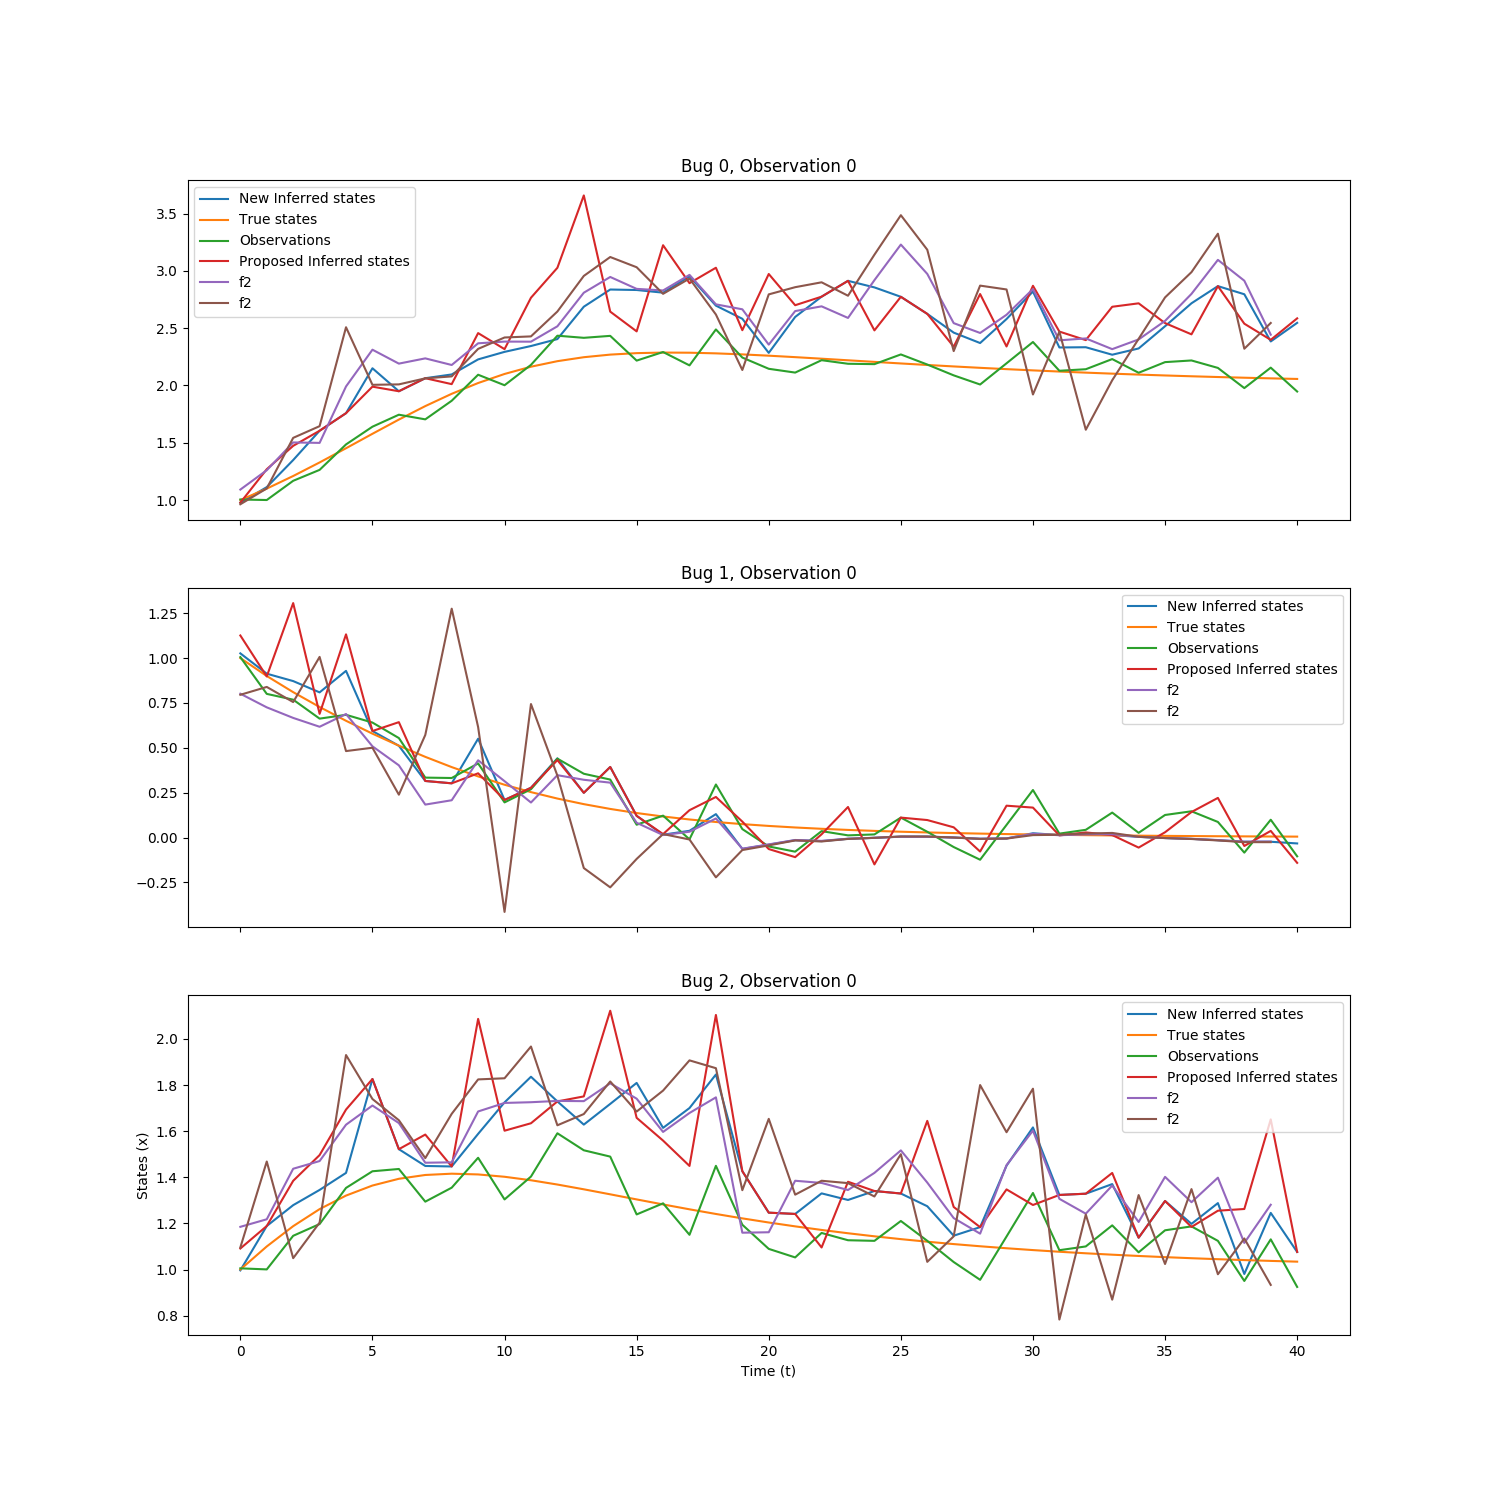 Bug 0, Observation 0
New Inferred states
True states
Observations
Proposed Inferred states
f2
f2
3.5
3.0
2.5
2.0
1.5
1.0
Bug 1, Observation 0
New Inferred states
True states
Observations
Proposed Inferred states
f2
f2
1.25
1.00
0.75
0.50
0.25
0.00
−0.25
Bug 2, Observation 0
New Inferred states
True states
Observations
Proposed Inferred states
f2
f2
2.0
1.8
1.6
1.4
1.2
1.0
0.8
States (x)
0 5 10 15 20 25 30 35 40
Time (t)